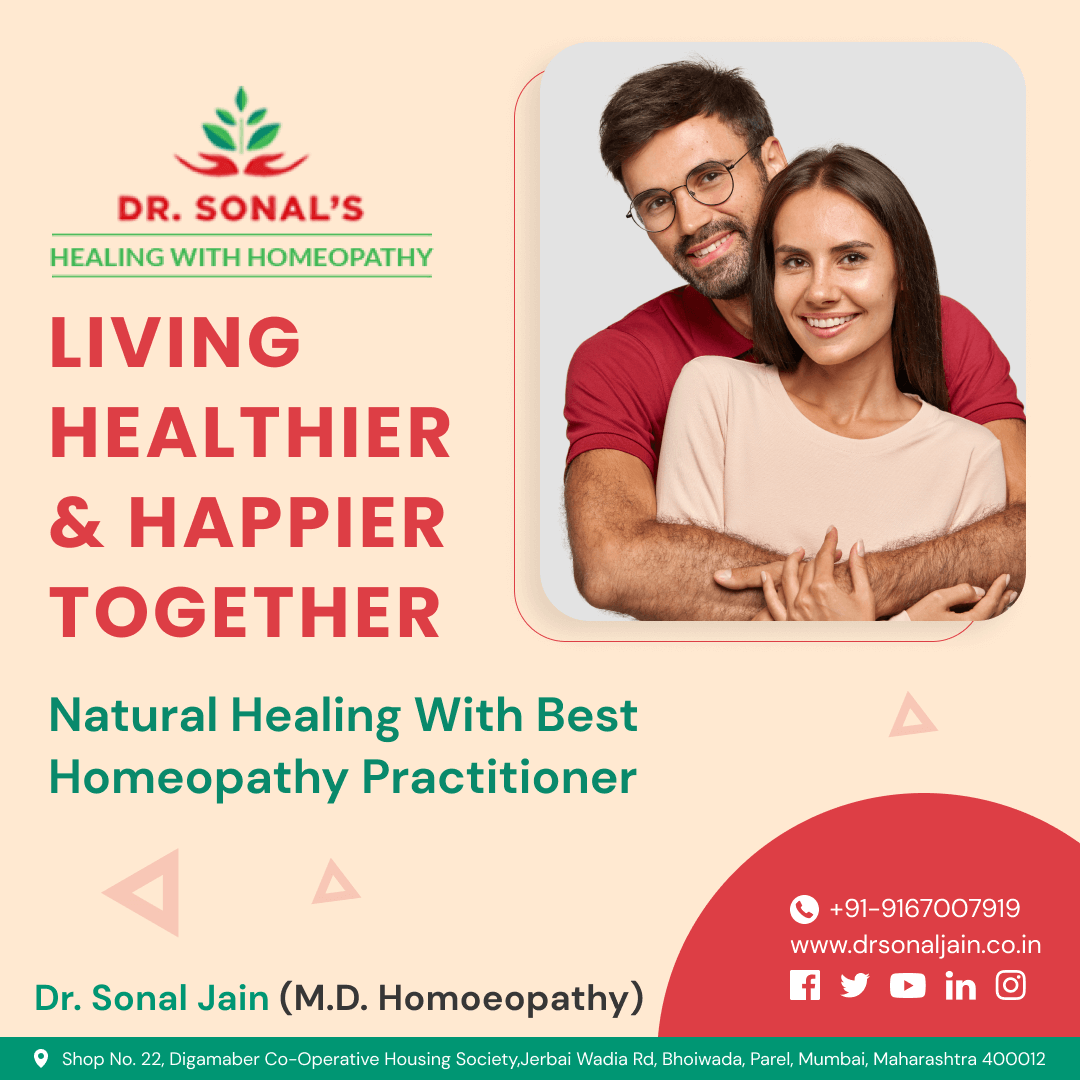 DR. SONAL'S
HEALING WITH HOMEOPATHY
LIVING
HEALTHIER
& HAPPIER
TOGETHER
Natural Healing With Best
Homeopathy Practitioner
+91-9167007919
www.drsonaljain.co.in
Dr. Sonal Jain (M.D. Homoeopathy)
Shop No. 22, Digamaber Co-Operative Housing Society,Jerbai Wadia Rd, Bhoiwada, Parel, Mumbai, Maharashtra 400012